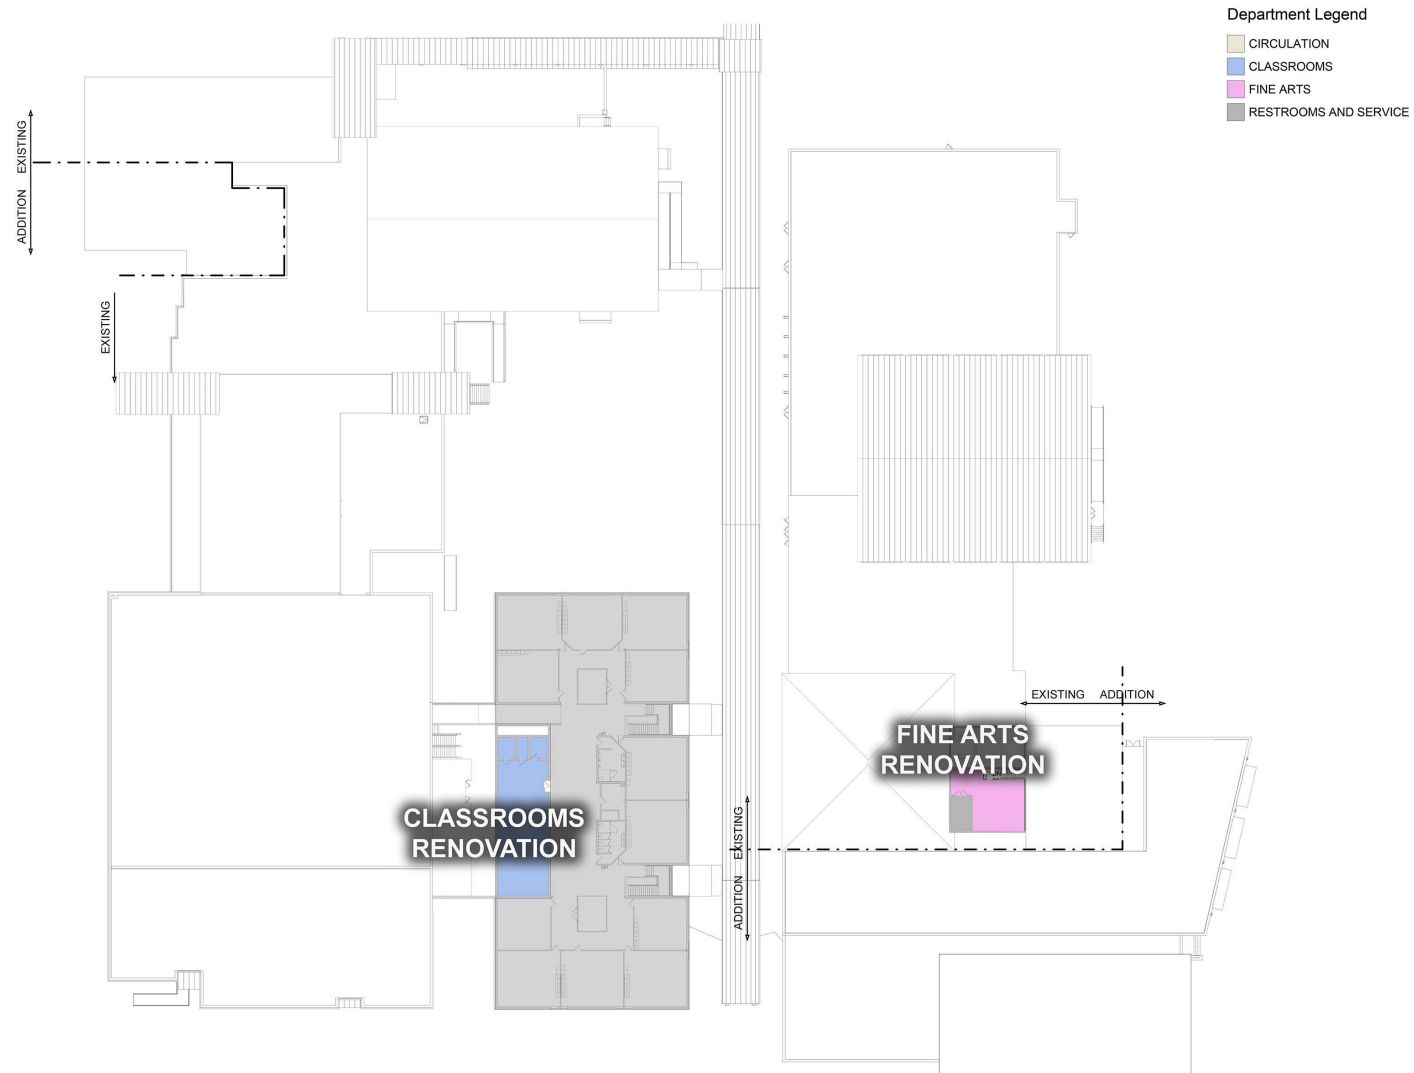 Department Legend
CIRCULATION
CLASSROOMS
FINE ARTS
RESTROOMS AND SERVICE
ADDITION EXISTING
EXISTING
EXISTING ADDITION
FINE ARTS
RENOVATION
CLASSROOMS
RENOVATION
ADDITION EXISTING